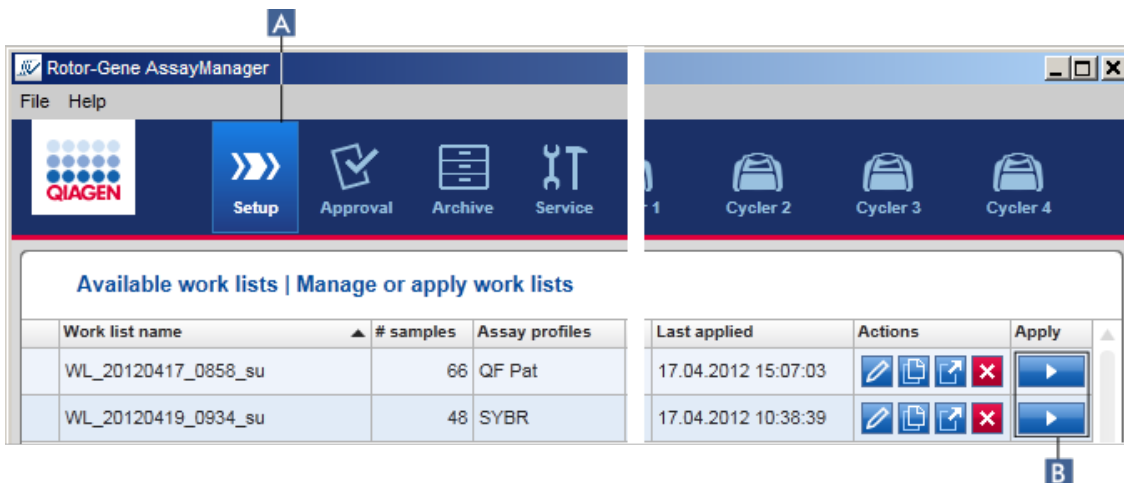 A
Rotor-Gene AssayManager
File Help
QIAGEN
Setup Approval Archive Service r 1 Cycler 2 Cycler 3 Cycler 4
Available work lists | Manage or apply work lists
Work list name # samples Assay profiles Last applied Actions Apply
WL_20120417_0858_su 66 QF Pat 17.04.2012 15:07:03
WL_20120419_0934_su 48 SYBR 17.04.2012 10:38:39
B